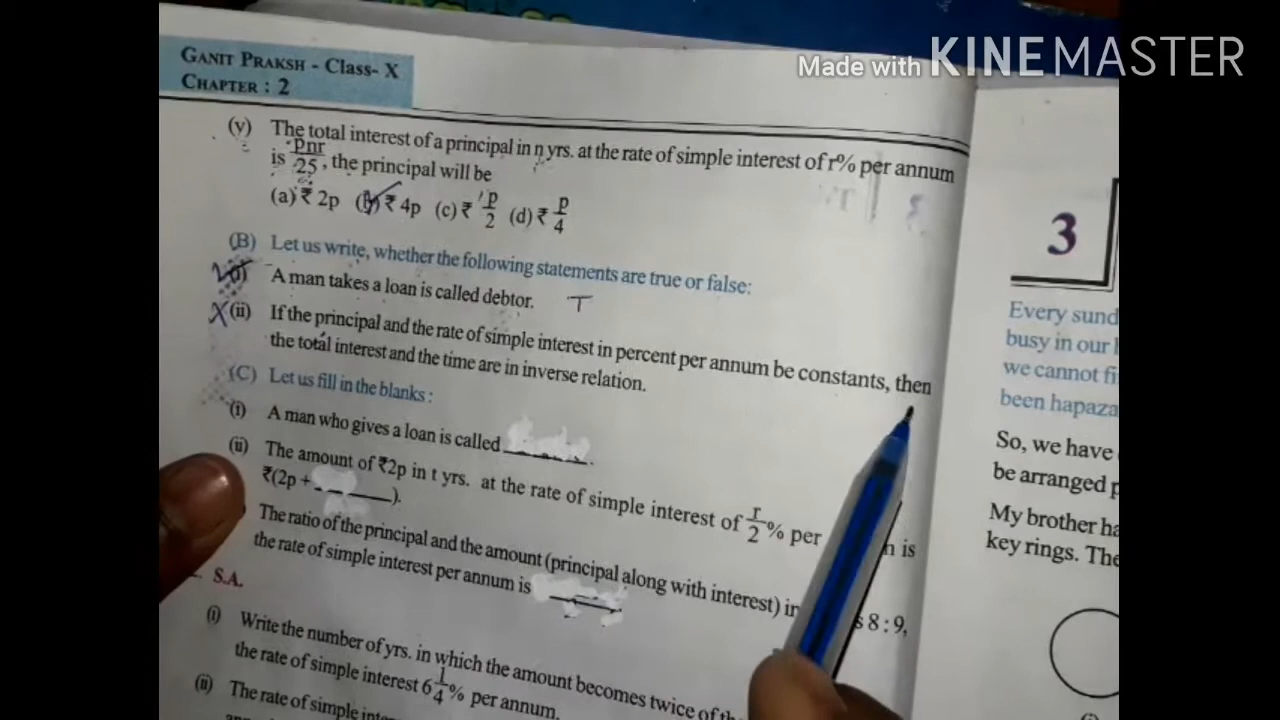 Made with KINEMASTER
GANIT PRAKSH - Class- X
CHAPTER : 2
(v) The total interest of a principal in n yrs. at the rate of simple interest of r% per annum
is pnr/25, the principal will be
(a) ₹ 2p (b) ₹ 4p (c) ₹ p/2 (d) ₹ p/4
(B) Let us write, whether the following statements are true or false:
(i) A man takes a loan is called debtor. T
(ii) If the principal and the rate of simple interest in percent per annum be constants, then
the total interest and the time are in inverse relation.
(C) Let us fill in the blanks :
(i) A man who gives a loan is called ______.
(ii) The amount of ₹2p in t yrs. at the rate of simple interest of r/2% per n is
₹(2p + ______).
The ratio of the principal and the amount (principal along with interest) in 8 : 9,
the rate of simple interest per annum is ______
S.A.
(i) Write the number of yrs. in which the amount becomes twice of
the rate of simple interest 6 1/4% per annum.
(ii) The rate of simple
3
Every sund
busy in our
we cannot fi
been hapaza
So, we have
be arranged p
My brother ha
key rings. The